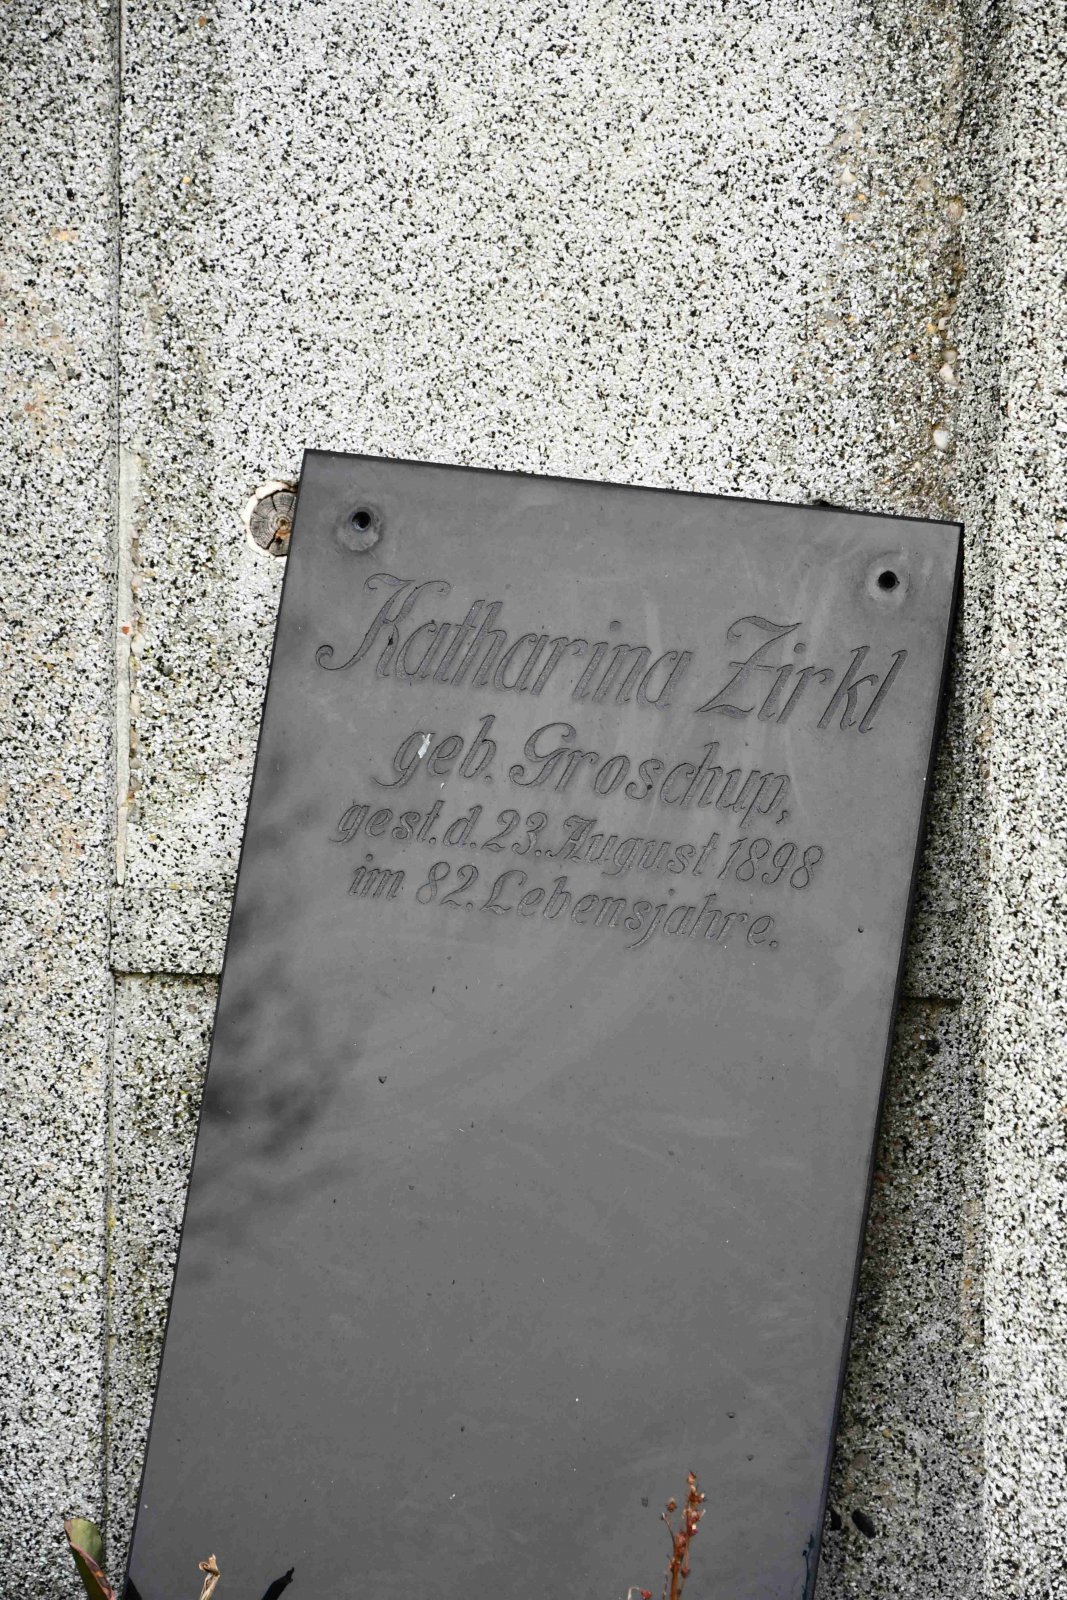 Katharina Zirkl
geb. Groschup,
gest. d. 23. August 1898
im 82. Lebensjahre.